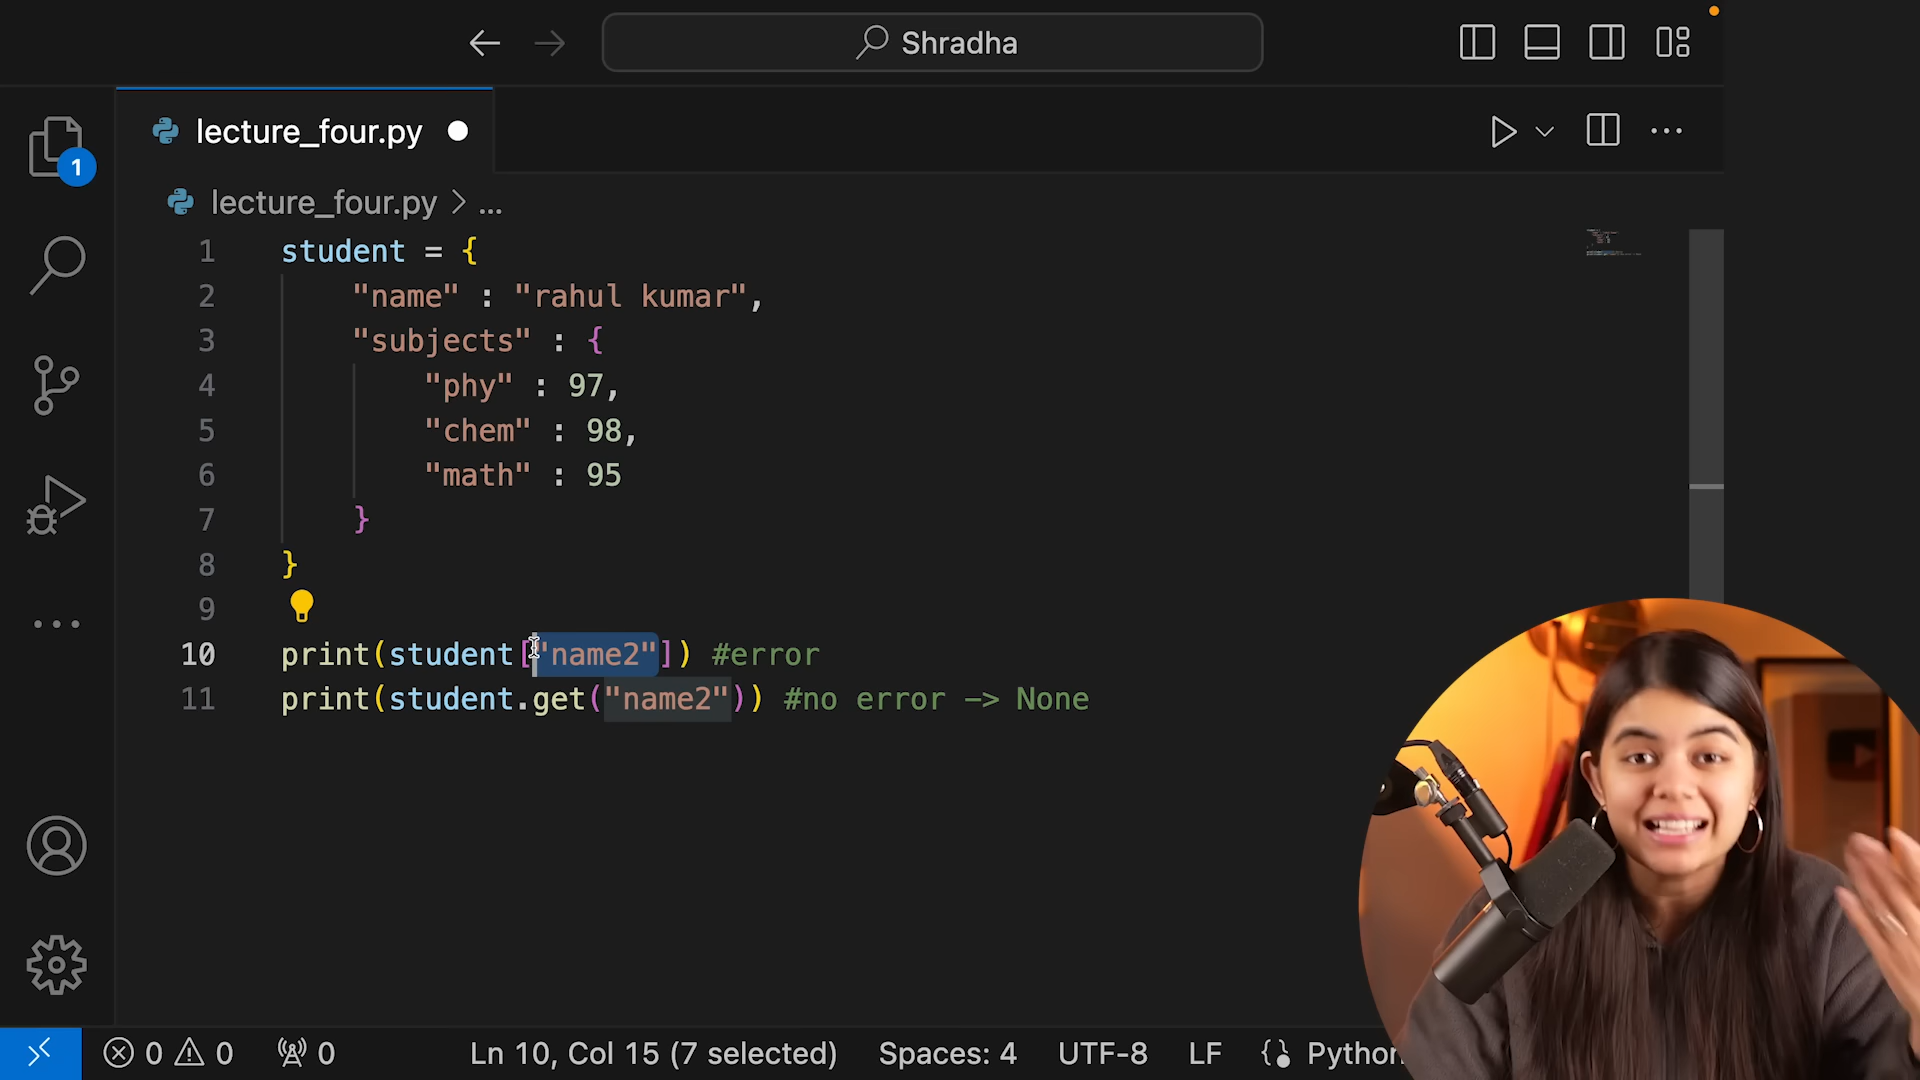 Shradha
lecture_four.py
1
lecture_four.py > ...
1 student = {
2 "name" : "rahul kumar",
3 "subjects" : {
4 "phy" : 97,
5 "chem" : 98,
6 "math" : 95
7 }
8 }
9
10 print(student["name2"]) #error
11 print(student.get("name2")) #no error -> None
0 0 0 Ln 10, Col 15 (7 selected) Spaces: 4 UTF-8 LF Python